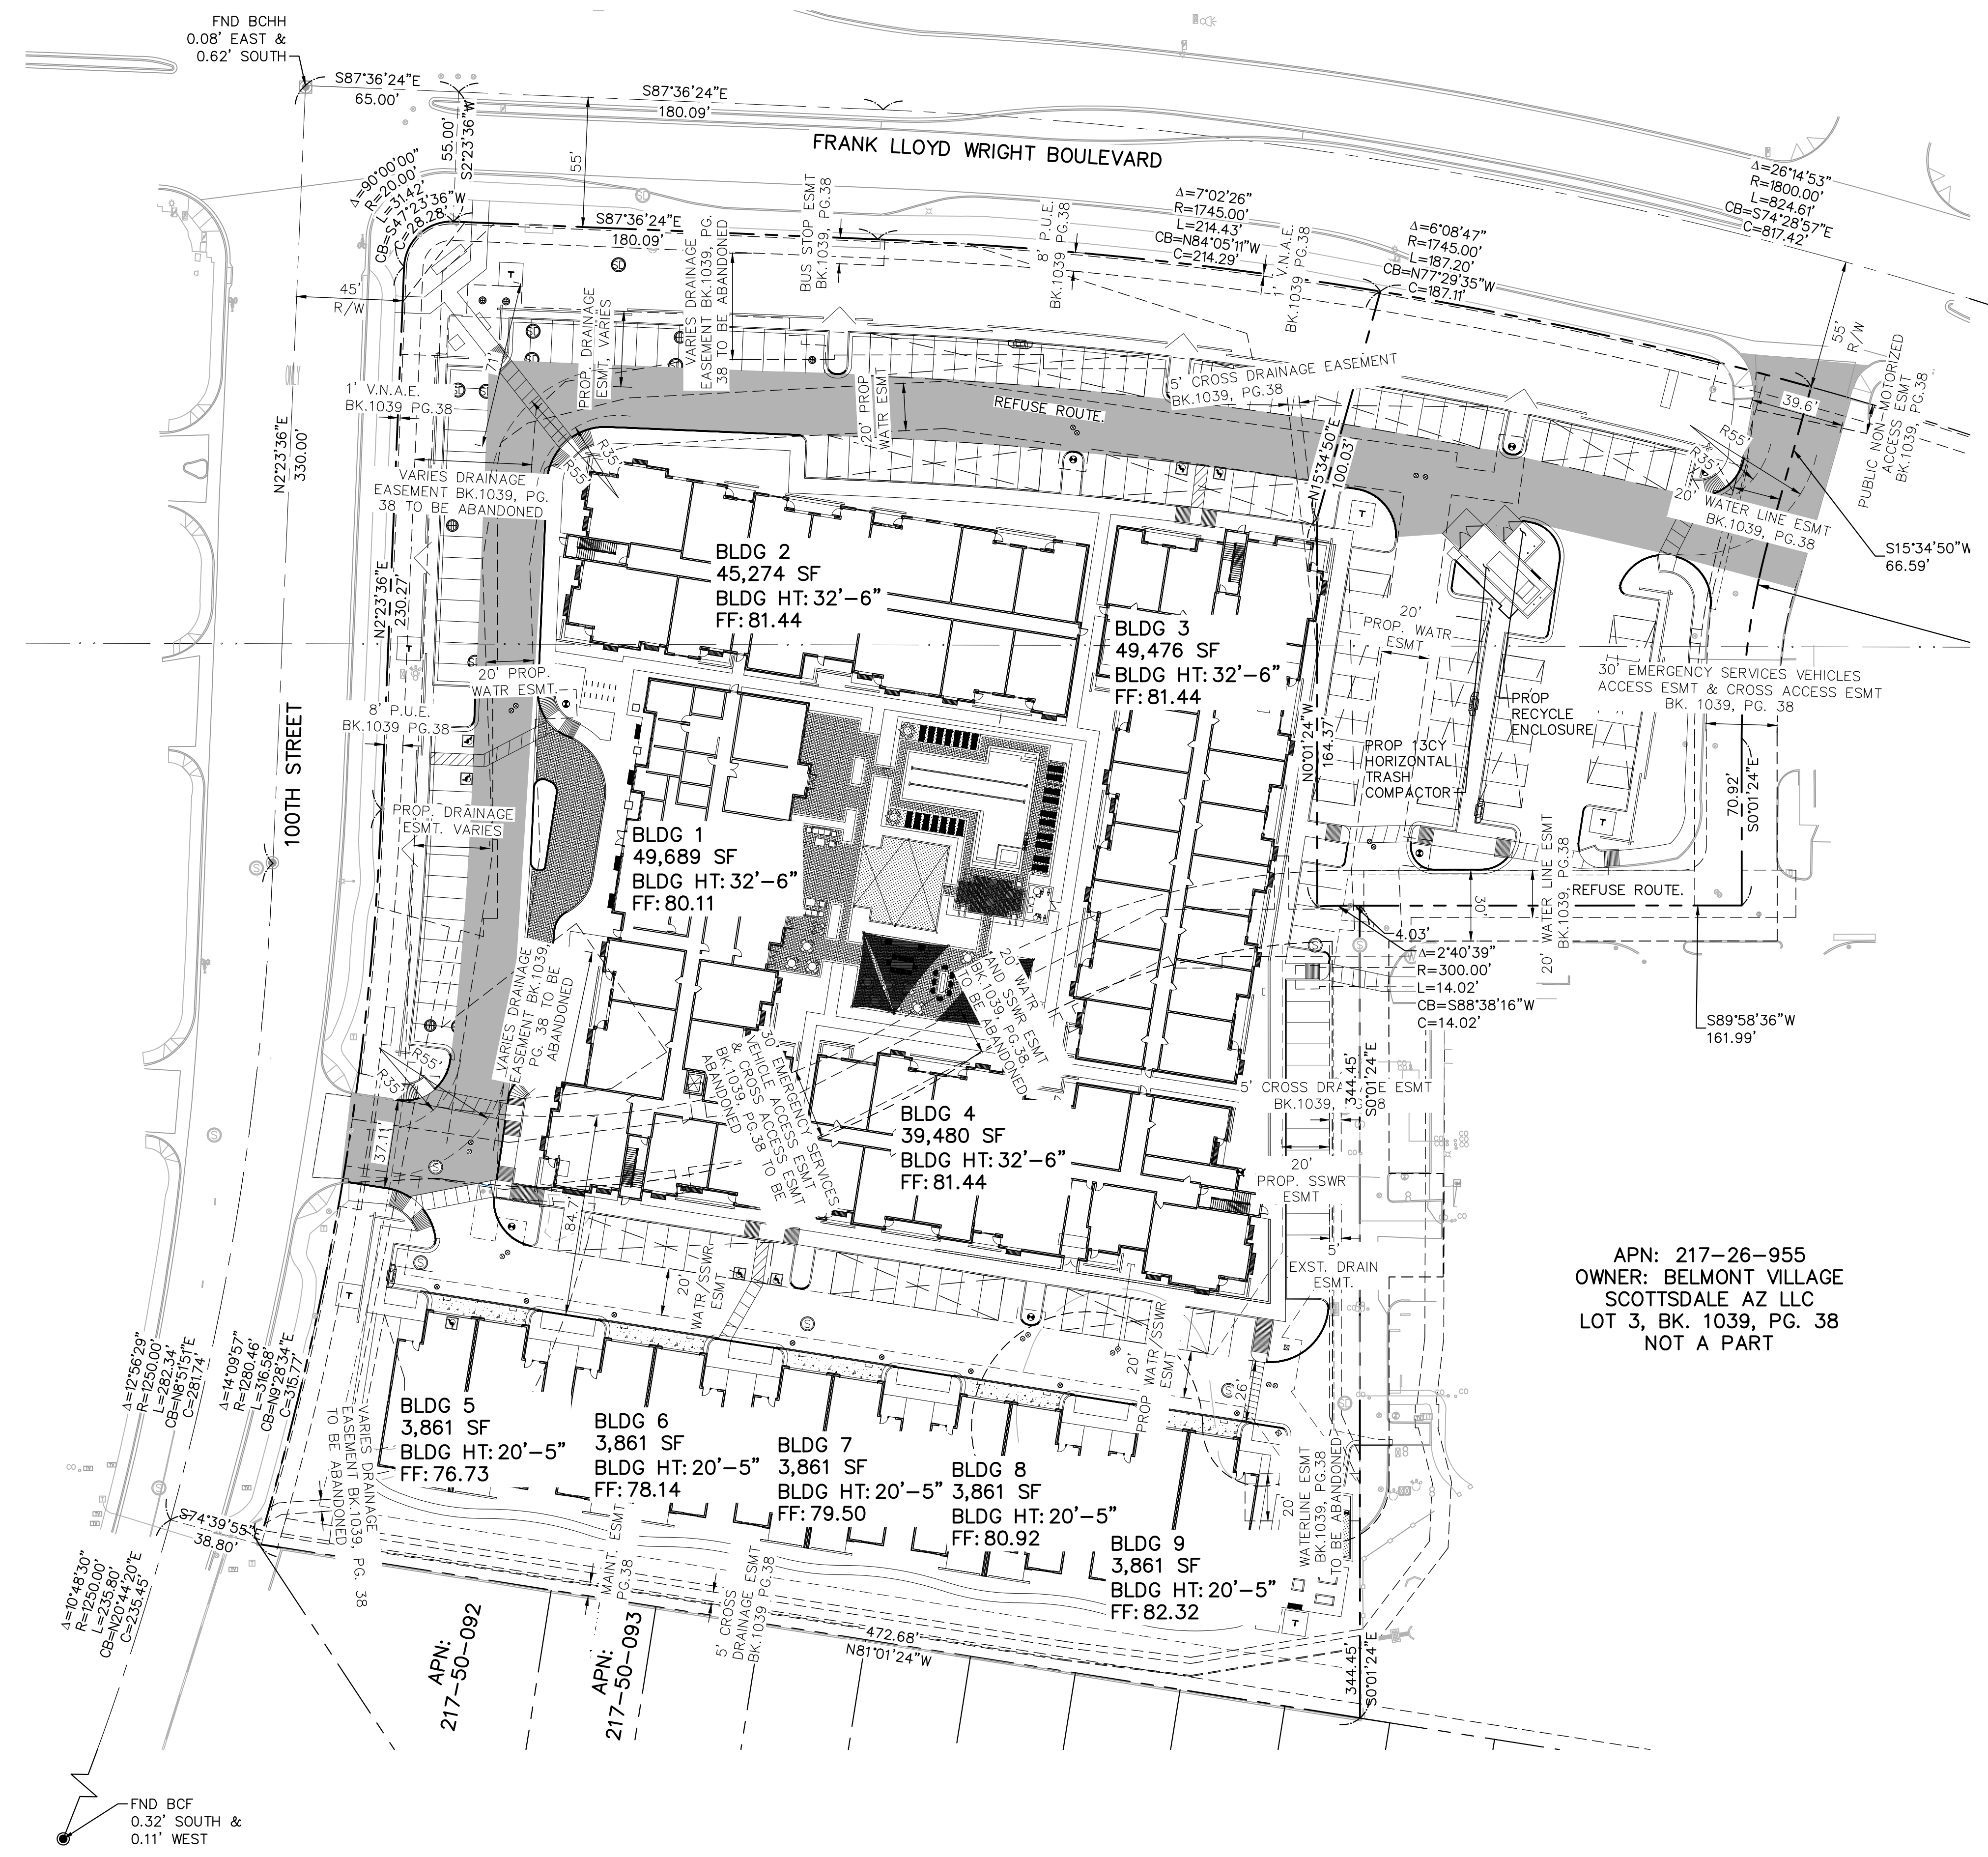 FND BCHH
0.08' EAST &
0.62' SOUTH
S87°36'24"E
65.00'
S87°36'24"E
180.09'
55.00'
S2°23'36"W
55'
FRANK LLOYD WRIGHT BOULEVARD
Δ=90°00'00"
R=20.00'
L=31.42'
CB=S47°23'36"W
C=28.28'
S87°36'24"E
180.09'
VARIES DRAINAGE
EASEMENT BK.1039, PG.
38 TO BE ABANDONED
BUS STOP ESMT
BK.1039, PG.38
8' P.U.E.
BK.1039 PG.38
Δ=7°02'26"
R=1745.00'
L=214.43'
CB=N84°05'11"W
C=214.29'
1' V.N.A.E.
BK.1039 PG.38
Δ=6°08'47"
R=1745.00'
L=187.20'
CB=N77°29'35"W
C=187.11'
Δ=26°14'53"
R=1800.00'
L=824.61'
CB=S74°28'57"E
C=817.42'
55'
R/W
45'
R/W
ONLY
T
SD
71'
PROP. DRAINAGE
ESMT, VARIES
20' PROP
WATR ESMT
REFUSE ROUTE.
5' CROSS DRAINAGE EASEMENT
BK.1039, PG.38
N15°34'50"E
100.03'
39.6'
PUBLIC NON-MOTORIZED
ACCESS ESMT
BK.1039, PG.38
R55'
R35'
20' WATER LINE ESMT
BK.1039, PG.38
S15°34'50"W
66.59'
1' V.N.A.E.
BK.1039 PG.38
N2°23'36"E
330.00'
R35'
R55'
VARIES DRAINAGE
EASEMENT BK.1039, PG.
38 TO BE ABANDONED
N2°23'36"E
230.27'
BLDG 2
45,274 SF
BLDG HT: 32'-6"
FF: 81.44
BLDG 3
49,476 SF
BLDG HT: 32'-6"
FF: 81.44
T
20'
PROP. WATR
ESMT
T
20' PROP.
WATR ESMT.
30' EMERGENCY SERVICES VEHICLES
ACCESS ESMT & CROSS ACCESS ESMT
BK. 1039, PG. 38
8' P.U.E.
BK.1039 PG.38
100TH STREET
PROP
RECYCLE
ENCLOSURE
PROP 13CY
HORIZONTAL
TRASH
COMPACTOR
N0°01'24"W
164.37'
70.92'
S0°01'24"E
PROP. DRAINAGE
ESMT. VARIES
BLDG 1
49,689 SF
BLDG HT: 32'-6"
FF: 80.11
T
REFUSE ROUTE.
30'
20' WATER LINE ESMT
BK.1039, PG.38
4.03'
Δ=2°40'39"
R=300.00'
L=14.02'
CB=S88°38'16"W
C=14.02'
S89°58'36"W
161.99'
VARIES DRAINAGE
EASEMENT BK.1039,
PG. 38 TO BE
ABANDONED
20' WATR
AND SSWR ESMT
BK.1039, PG.38,
TO BE ABANDONED
30' EMERGENCY SERVICES
VEHICLE ACCESS ESMT
& CROSS ACCESS ESMT
BK.1039, PG.38 TO BE
ABANDONED
R55'
R35'
37.11'
BLDG 4
39,480 SF
BLDG HT: 32'-6"
FF: 81.44
344.45'
S0°01'24"E
20'
PROP. SSWR
ESMT
5'
EXST. DRAIN
ESMT.
84.7'
20'
WATR/SSWR
ESMT
20'
PROP WATR/SSWR
ESMT
26'
APN: 217-26-955
OWNER: BELMONT VILLAGE
SCOTTSDALE AZ LLC
LOT 3, BK. 1039, PG. 38
NOT A PART
T
Δ=12°56'29"
R=1250.00'
L=282.34'
CB=N8°51'51"E
C=281.74'
Δ=14°09'57"
R=1280.46'
L=316.58'
CB=N9°28'34"E
C=315.77'
VARIES DRAINAGE
EASEMENT BK.1039, PG. 38
TO BE ABANDONED
BLDG 5
3,861 SF
BLDG HT: 20'-5"
FF: 76.73
BLDG 6
3,861 SF
BLDG HT: 20'-5"
FF: 78.14
BLDG 7
3,861 SF
BLDG HT: 20'-5"
FF: 79.50
BLDG 8
3,861 SF
BLDG HT: 20'-5"
FF: 80.92
BLDG 9
3,861 SF
BLDG HT: 20'-5"
FF: 82.32
20'
WATERLINE ESMT
BK.1039, PG.38
TO BE ABANDONED
T
S74°39'55"E
38.80'
Δ=10°48'30"
R=1250.00'
L=235.80'
CB=N20°44'20"E
C=235.45'
MAINT. ESMT
PG.38
5' CROSS
DRAINAGE ESMT
BK.1039 PG.38
472.68'
N81°01'24"W
344.45'
S0°01'24"E
APN:
217-50-092
APN:
217-50-093
FND BCF
0.32' SOUTH &
0.11' WEST